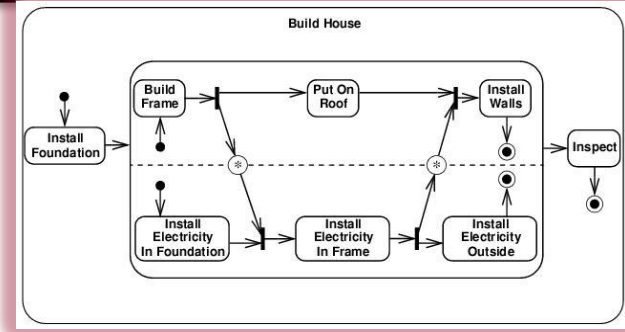 Build House
Build
Frame
Put On
Roof
Install
Walls
Install
Foundation
*
*
Inspect
Install
Electricity
In Foundation
Install
Electricity
In Frame
Install
Electricity
Outside